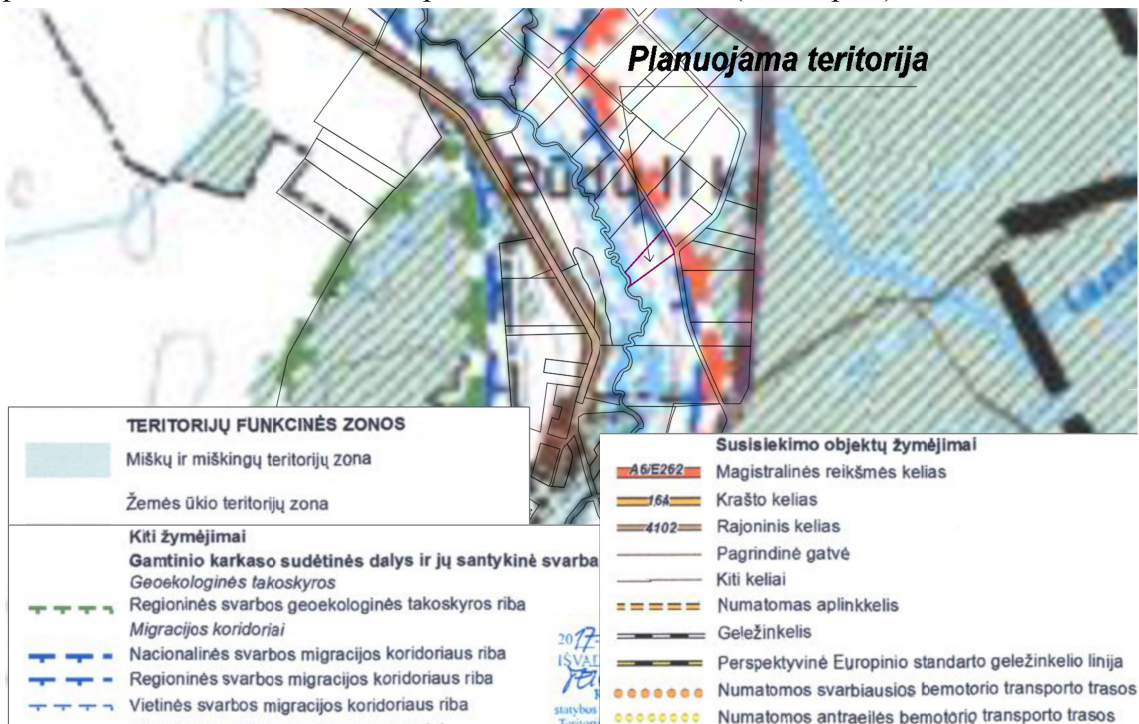 Planuojama teritorija
TERITORIJŲ FUNKCINĖS ZONOS
Miškų ir miškingų teritorijų zona
Žemės ūkio teritorijų zona
Kiti žymėjimai
Gamtinio karkaso sudėtinės dalys ir jų santykinė svarba
Geoekologinės takoskyros
Regioninės svarbos geoekologinės takoskyros riba
Migracijos koridoriai
Nacionalinės svarbos migracijos koridoriaus riba
Regioninės svarbos migracijos koridoriaus riba
Vietinės svarbos migracijos koridoriaus riba
2017
statybos
Susisiekimo objektų žymėjimai
A6/E262 Magistralinės reikšmės kelias
164 Krašto kelias
4102 Rajoninis kelias
Pagrindinė gatvė
Kiti keliai
Numatomas aplinkkelis
Geležinkelis
Perspektyvinė Europinio standarto geležinkelio linija
Numatomos svarbiausios bemotorio transporto trasos
Numatomos antraeilės bemotorių transporto trasos